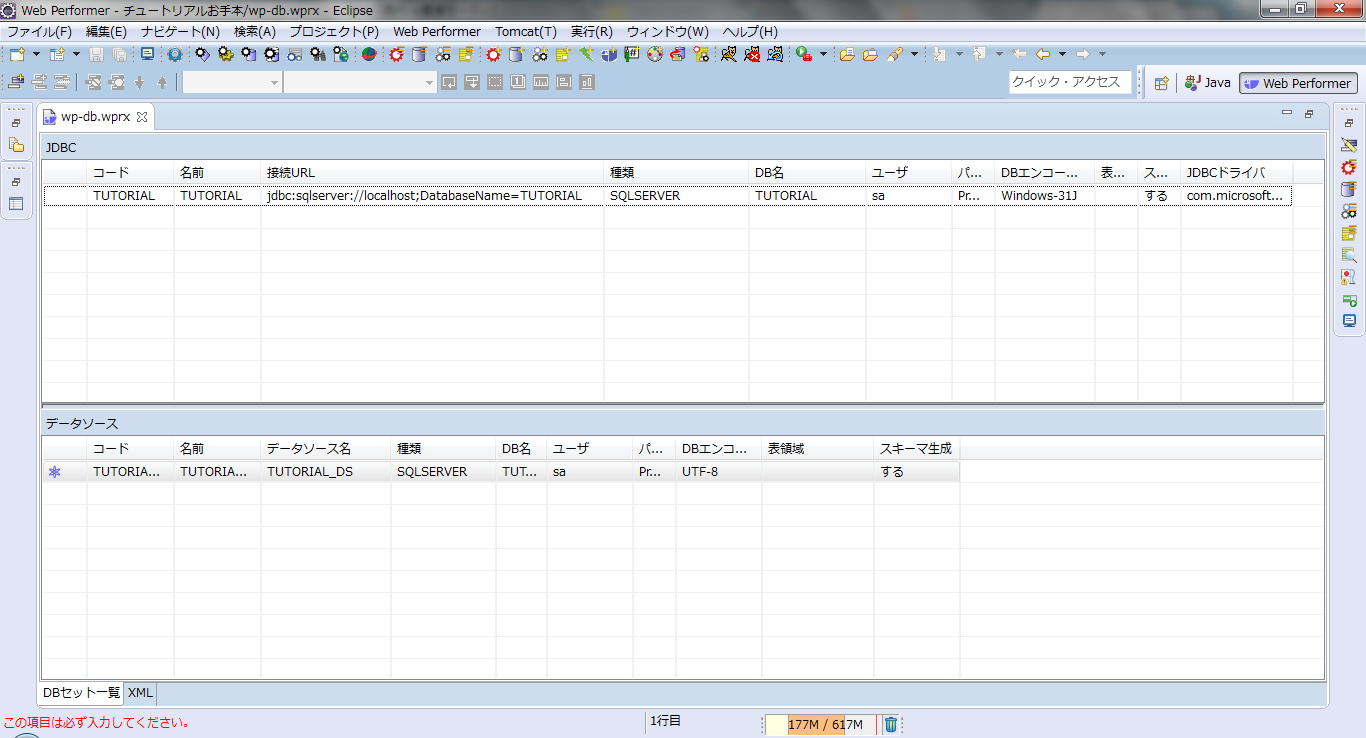 Web Performer - チュートリアルお手本/wp-db.wprx - Eclipse
ファイル(F) 編集(E) ナビゲート(N) 検索(A) プロジェクト(P) Web Performer Tomcat(T) 実行(R) ウィンドウ(W) ヘルプ(H)
クイック・アクセス Java Web Performer
wp-db.wprx
JDBC
コード 名前 接続URL 種類 DB名 ユーザ パ... DBエンコー... 表... ス... JDBCドライバ
TUTORIAL TUTORIAL jdbc:sqlserver://localhost;DatabaseName=TUTORIAL SQLSERVER TUTORIAL sa Pr... Windows-31J する com.microsoft...
データソース
コード 名前 データソース名 種類 DB名 ユーザ パ... DBエンコ... 表領域 スキーマ生成
TUTORIA... TUTORIA... TUTORIAL_DS SQLSERVER TUT... sa Pr... UTF-8 する
DBセット一覧 XML
この項目は必ず入力してください。 1行目 177M / 617M